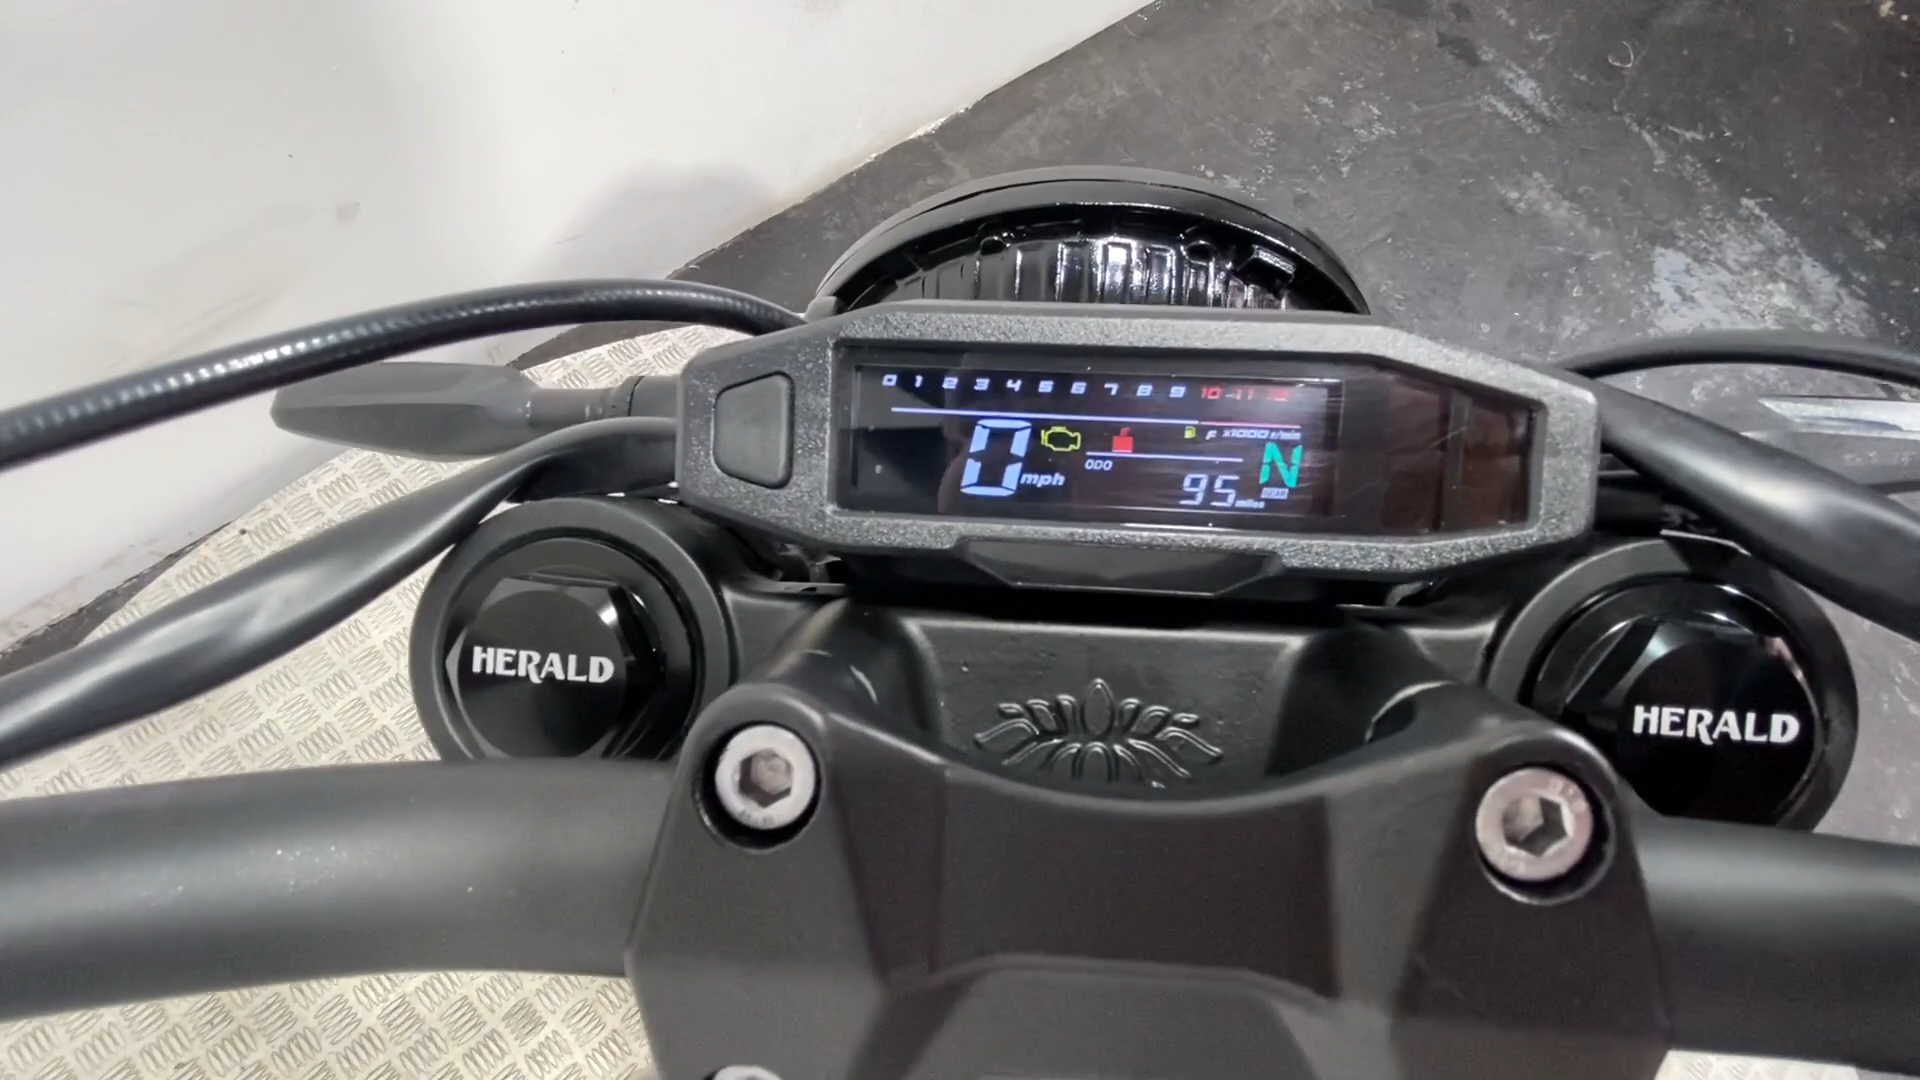 0 1 2 3 4 5 6 7 8 9 10 11 12
F x1000 r/min
0 mph
ODO
N
GEAR
95 miles
HERALD
HERALD